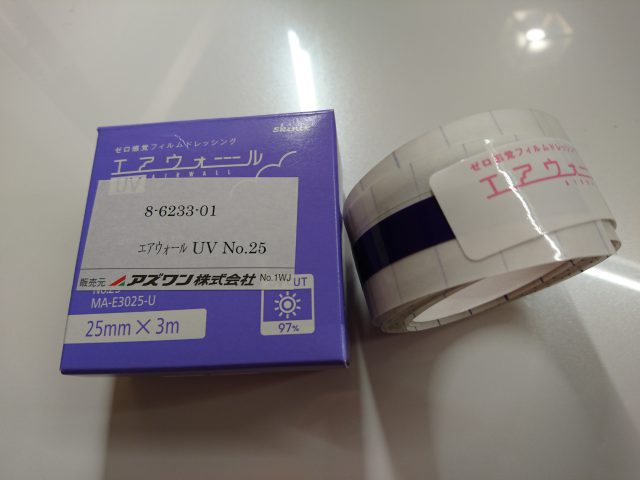 ゼロ感覚フィルムドレッシング
エアウォール
UV AIRWALL
8-6233-01
エアウォール UV No.25
販売元 アズワン株式会社 No.1WJ
MA-E3025-U
25mm×3m
UT
97%
ゼロ感覚フィルムドレッシ
エアウォー